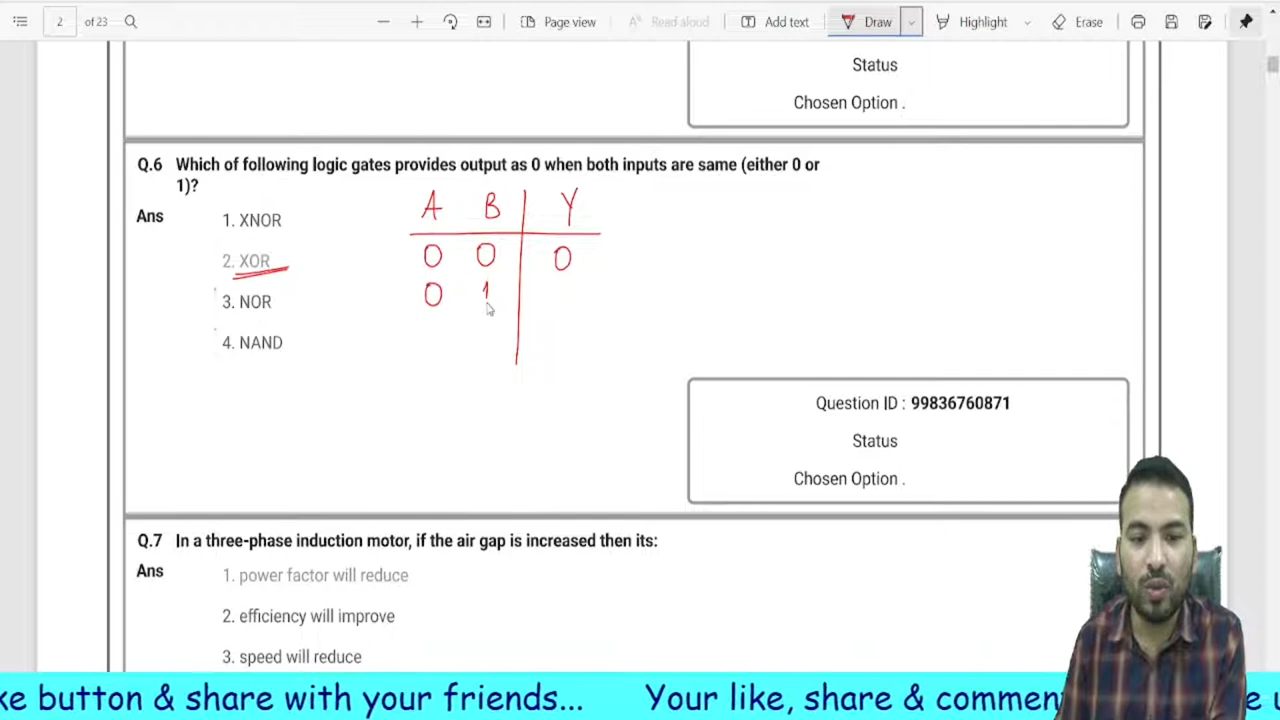 2 of 23 Page view Read aloud Add text Draw Highlight Erase
Status
Chosen Option .
Q.6 Which of following logic gates provides output as 0 when both inputs are same (either 0 or
1)?
Ans
1. XNOR
2. XOR
3. NOR
4. NAND
A B Y
0 0 0
0 1
Question ID : 99836760871
Status
Chosen Option .
Q.7 In a three-phase induction motor, if the air gap is increased then its:
Ans
1. power factor will reduce
2. efficiency will improve
3. speed will reduce
ke button & share with your friends... Your like, share & commen e u